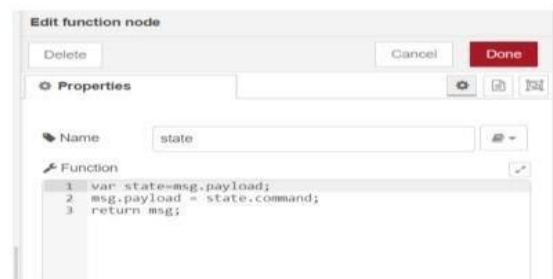 Edit function node
Delete Cancel Done
Properties
Name state
Function
1 var state=msg.payload;
2 msg.payload = state.command;
3 return msg;